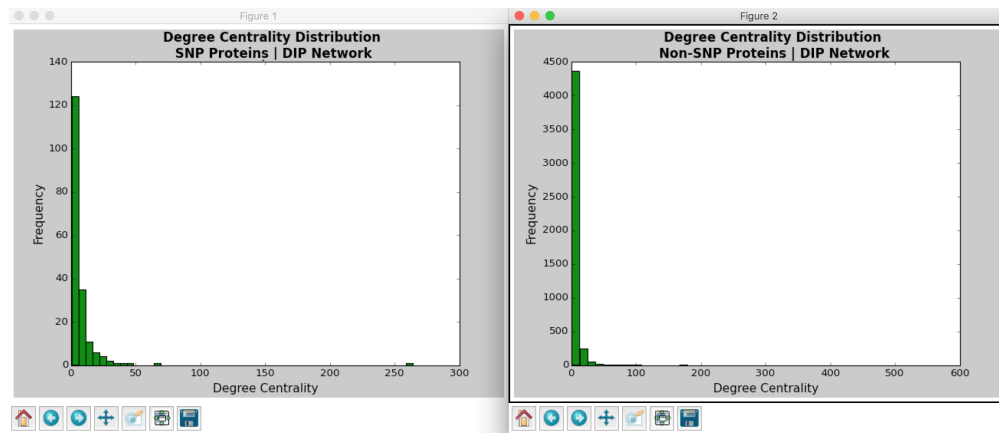 Figure 1
Degree Centrality Distribution
SNP Proteins | DIP Network
140
120
100
80
60
40
20
0
Frequency
0 50 100 150 200 250 300
Degree Centrality
Figure 2
Degree Centrality Distribution
Non-SNP Proteins | DIP Network
4500
4000
3500
3000
2500
2000
1500
1000
500
0
Frequency
0 100 200 300 400 500 600
Degree Centrality